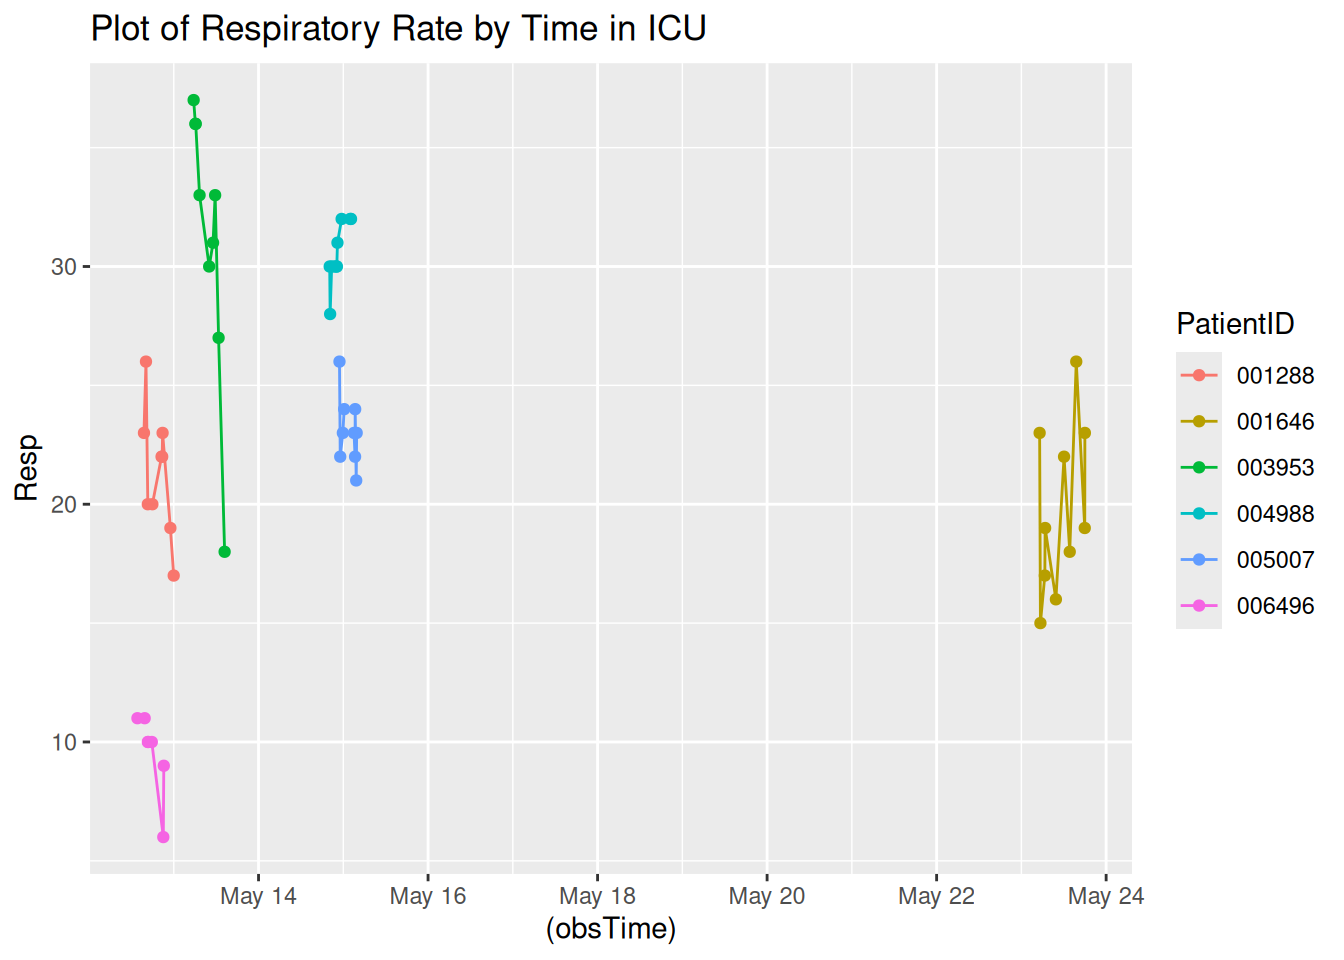 Plot of Respiratory Rate by Time in ICU
Resp
30
20
10
May 14
May 16
May 18
May 20
May 22
May 24
(obsTime)
PatientID
001288
001646
003953
004988
005007
006496